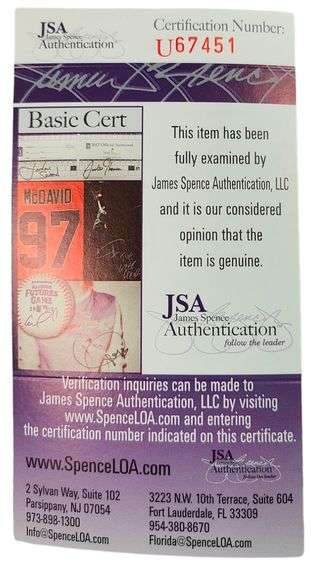 JSA
James Spence
Authentication
Certification Number:
U67451
Basic Cert
McDAVID
97
FUTURES
GAME
This item has been
fully examined by
James Spence Authentication, LLC
and it is our considered
opinion that the
item is genuine.
JSA
James Spence
Authentication
follow the leader
Verification inquiries can be made to
James Spence Authentication, LLC by visiting
www.SpenceLOA.com and entering
the certification number indicated on this certificate.
www.SpenceLOA.com
JSA
Authentication
follow the leader
2 Sylvan Way, Suite 102
Parsippany, NJ 07054
973-898-1300
Info@SpenceLOA.com
3223 N.W. 10th Terrace, Suite 604
Fort Lauderdale, FL 33309
954-380-8670
Florida@SpenceLOA.com